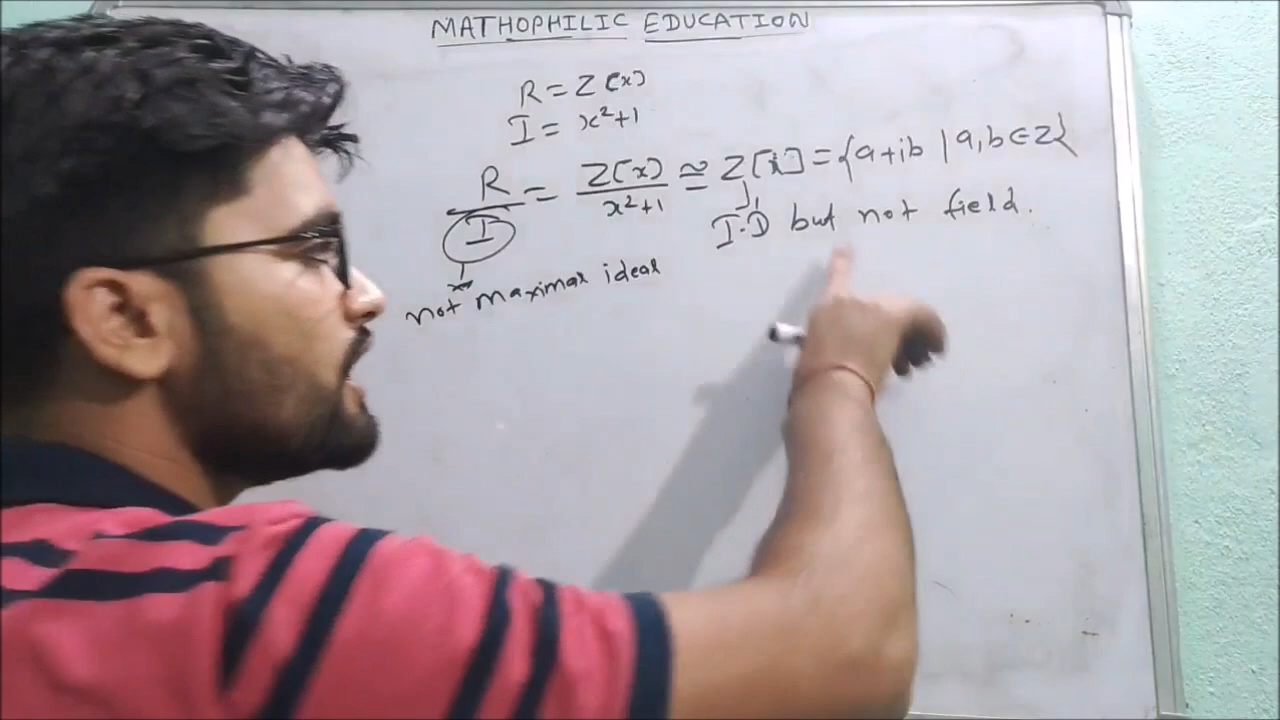 MATHOPHILIC EDUCATION
R = Z[x]
I = x²+1
R/I = Z[x]/x²+1 ≅ Z[i] = {a+ib | a,b ∈ Z}
I.D but not field.
not maximal ideal